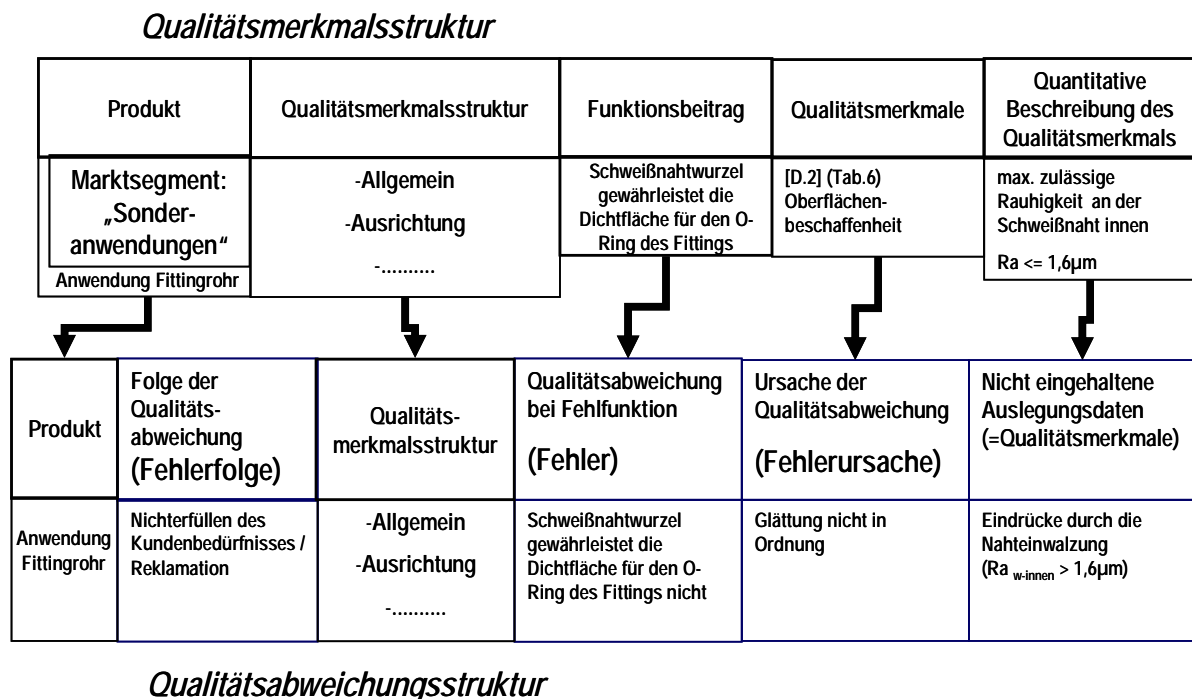 Qualitätsmerkmalsstruktur
Produkt
Qualitätsmerkmalsstruktur
Funktionsbeitrag
Qualitätsmerkmale
Quantitative
Beschreibung des
Qualitätsmerkmals
Marktsegment:
„Sonder-
anwendungen“
Anwendung Fittingrohr
-Allgemein
-Ausrichtung
-..........
Schweißnahtwurzel
gewährleistet die
Dichtfläche für den O-
Ring des Fittings
[D.2] (Tab.6)
Oberflächen-
beschaffenheit
max. zulässige
Rauhigkeit an der
Schweißnaht innen
Ra <= 1,6µm
Produkt
Folge der
Qualitäts-
abweichung
(Fehlerfolge)
Qualitäts-
merkmalsstruktur
Qualitätsabweichung
bei Fehlfunktion
(Fehler)
Ursache der
Qualitätsabweichung
(Fehlerursache)
Nicht eingehaltene
Auslegungsdaten
(=Qualitätsmerkmale)
Anwendung
Fittingrohr
Nichterfüllen des
Kundenbedürfnisses /
Reklamation
-Allgemein
-Ausrichtung
-..........
Schweißnahtwurzel
gewährleistet die
Dichtfläche für den O-
Ring des Fittings nicht
Glättung nicht in
Ordnung
Eindrücke durch die
Nahteinwalzung
(Ra w-innen > 1,6µm)
Qualitätsabweichungsstruktur